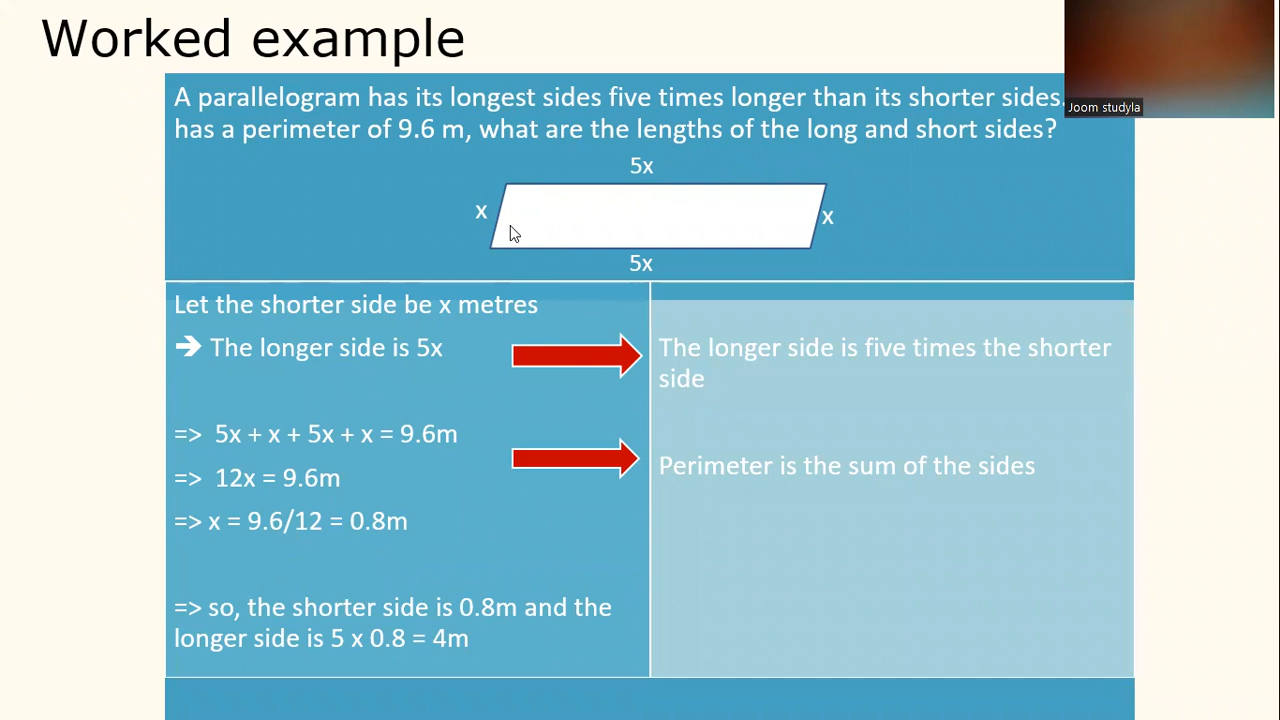 Worked example
Joom studyla
A parallelogram has its longest sides five times longer than its shorter sides.
has a perimeter of 9.6 m, what are the lengths of the long and short sides?
5x
x
x
5x
Let the shorter side be x metres
➔ The longer side is 5x
The longer side is five times the shorter
side
=> 5x + x + 5x + x = 9.6m
Perimeter is the sum of the sides
=> 12x = 9.6m
=> x = 9.6/12 = 0.8m
=> so, the shorter side is 0.8m and the
longer side is 5 x 0.8 = 4m